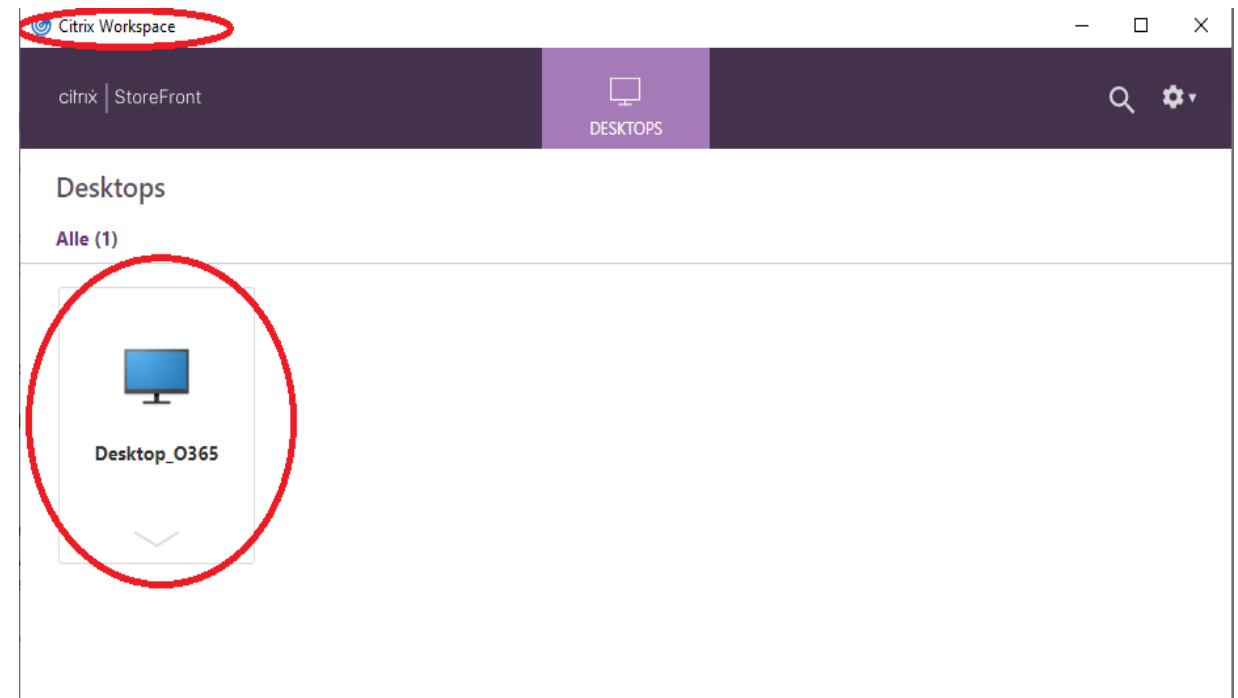 Citrix Workspace
citrix | StoreFront
DESKTOPS
Desktops
Alle (1)
Desktop_O365